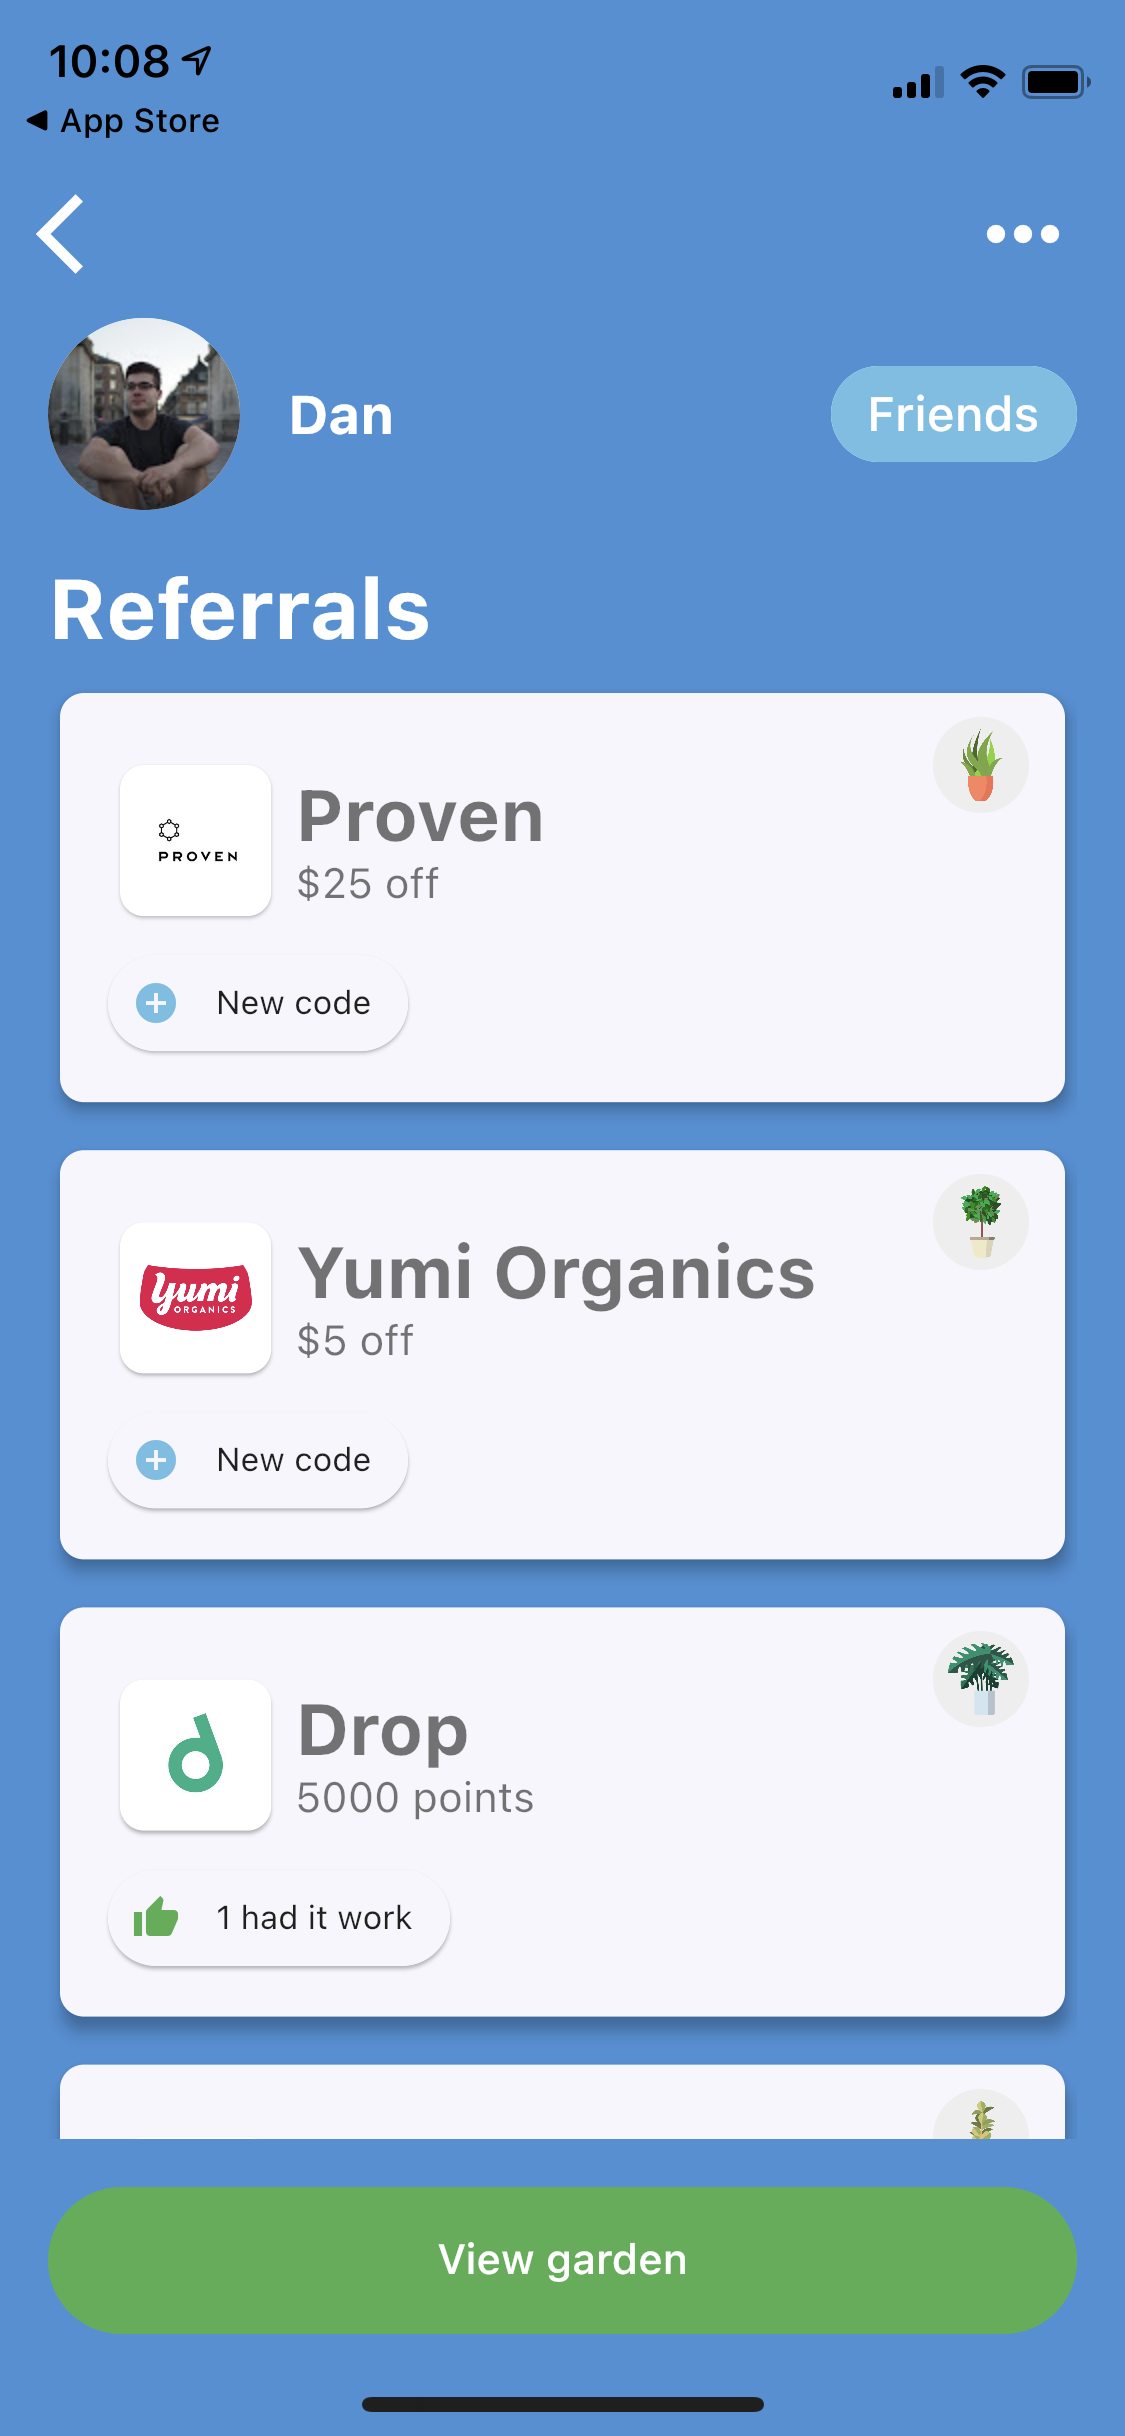 10:08
App Store
Dan
Friends
Referrals
PROVEN
Proven
$25 off
New code
Yumi
ORGANICS
Yumi Organics
$5 off
New code
d
Drop
5000 points
1 had it work
View garden